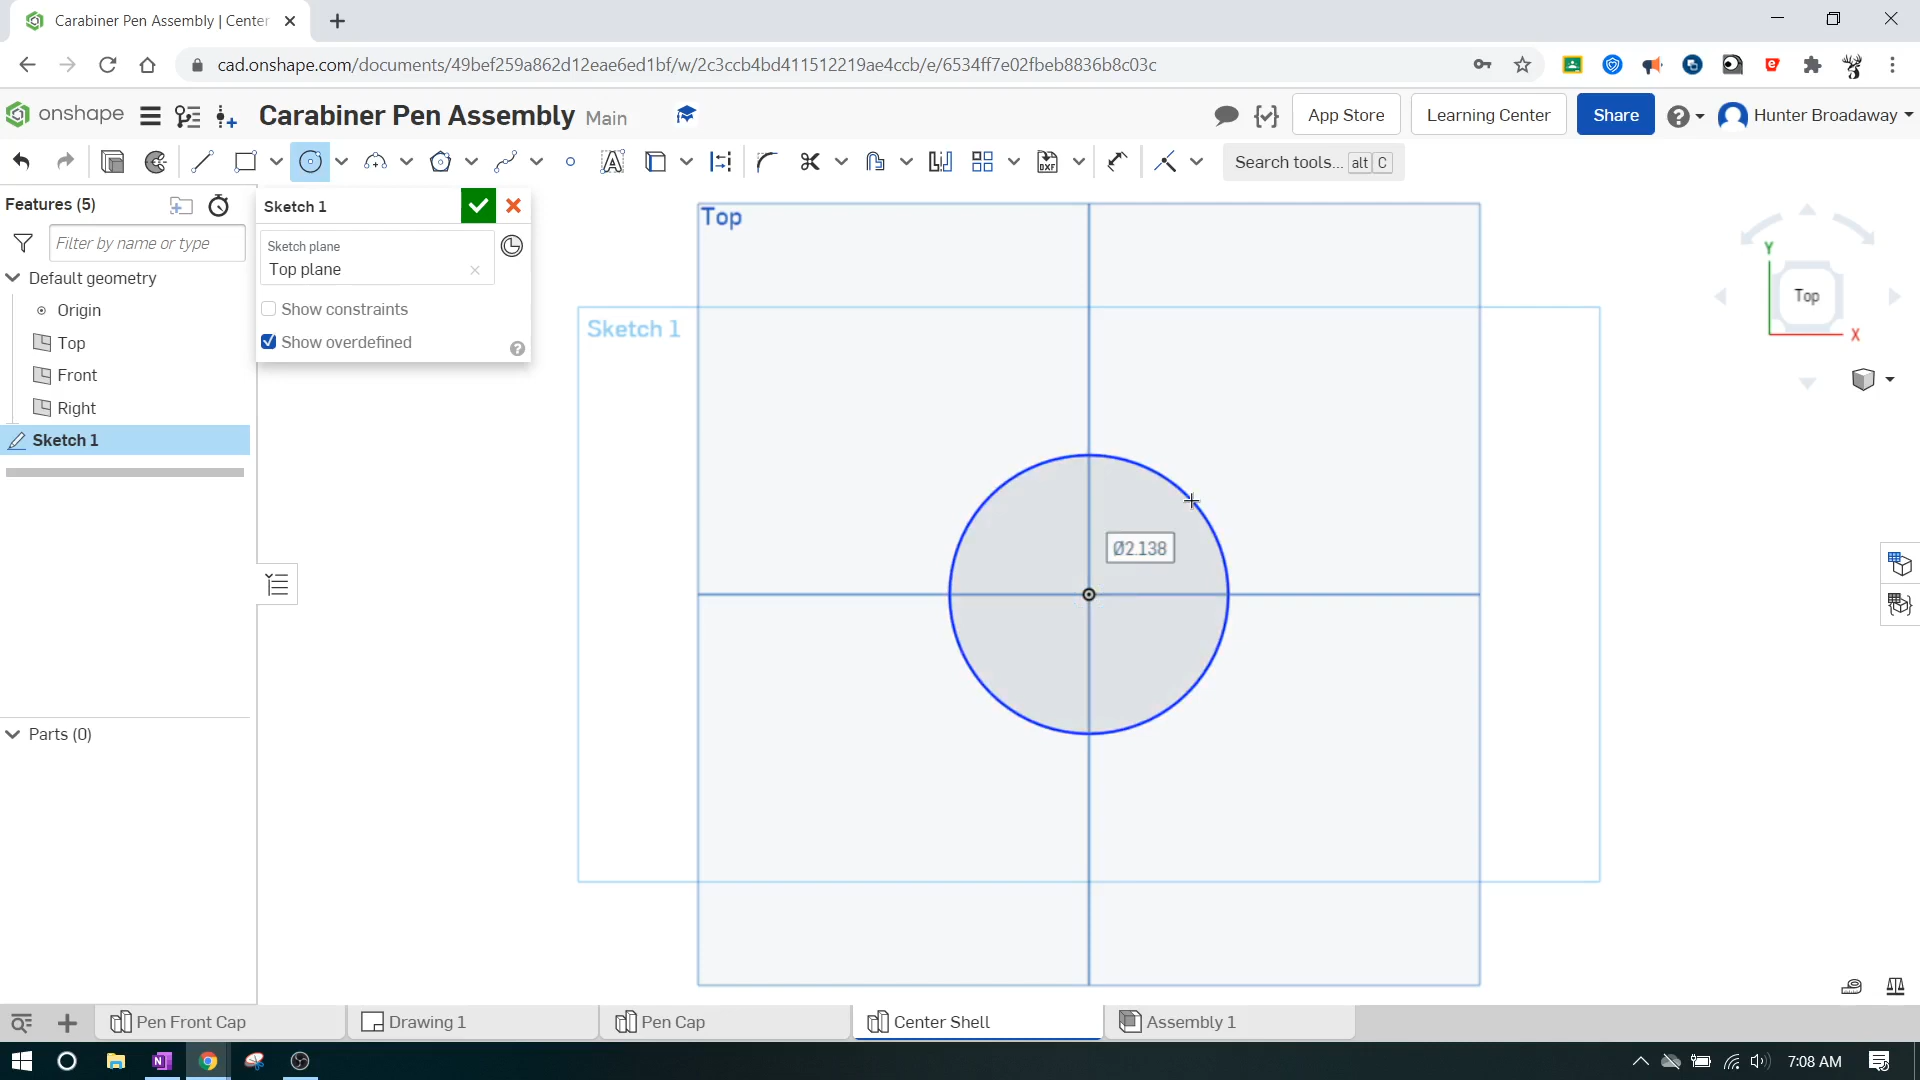 Carabiner Pen Assembly | Center
cad.onshape.com/documents/49bef259a862d12eae6ed1bf/w/2c3ccb4bd411512219ae4ccb/e/6534ff7e02fbeb8836b8c03c
onshape
Carabiner Pen Assembly Main
App Store
Learning Center
Share
Hunter Broadaway
Search tools... alt C
Features (5)
Filter by name or type
Default geometry
Origin
Top
Front
Right
Sketch 1
Parts (0)
Sketch 1
Sketch plane
Top plane
Show constraints
Show overdefined
Top
Sketch 1
Ø2.138
Y
Top
X
Pen Front Cap
Drawing 1
Pen Cap
Center Shell
Assembly 1
7:08 AM